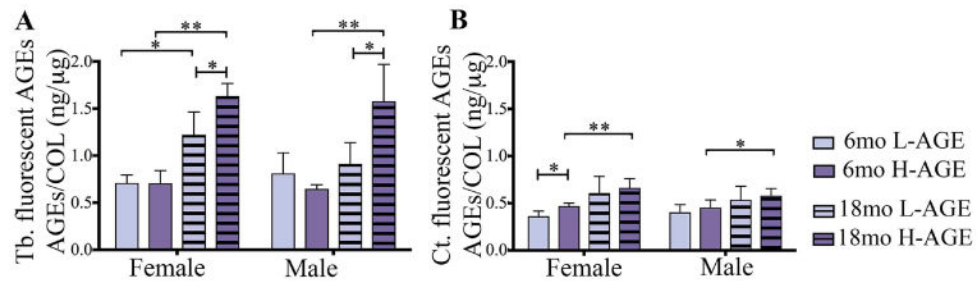 A
Tb. fluorescent AGEs
AGEs/COL (ng/µg)
2.0
1.5
1.0
0.5
0.0
*
**
*
**
*
Female
Male
B
Ct. fluorescent AGEs
AGEs/COL (ng/µg)
2.0
1.5
1.0
0.5
0.0
*
**
*
Female
Male
6mo L-AGE
6mo H-AGE
18mo L-AGE
18mo H-AGE